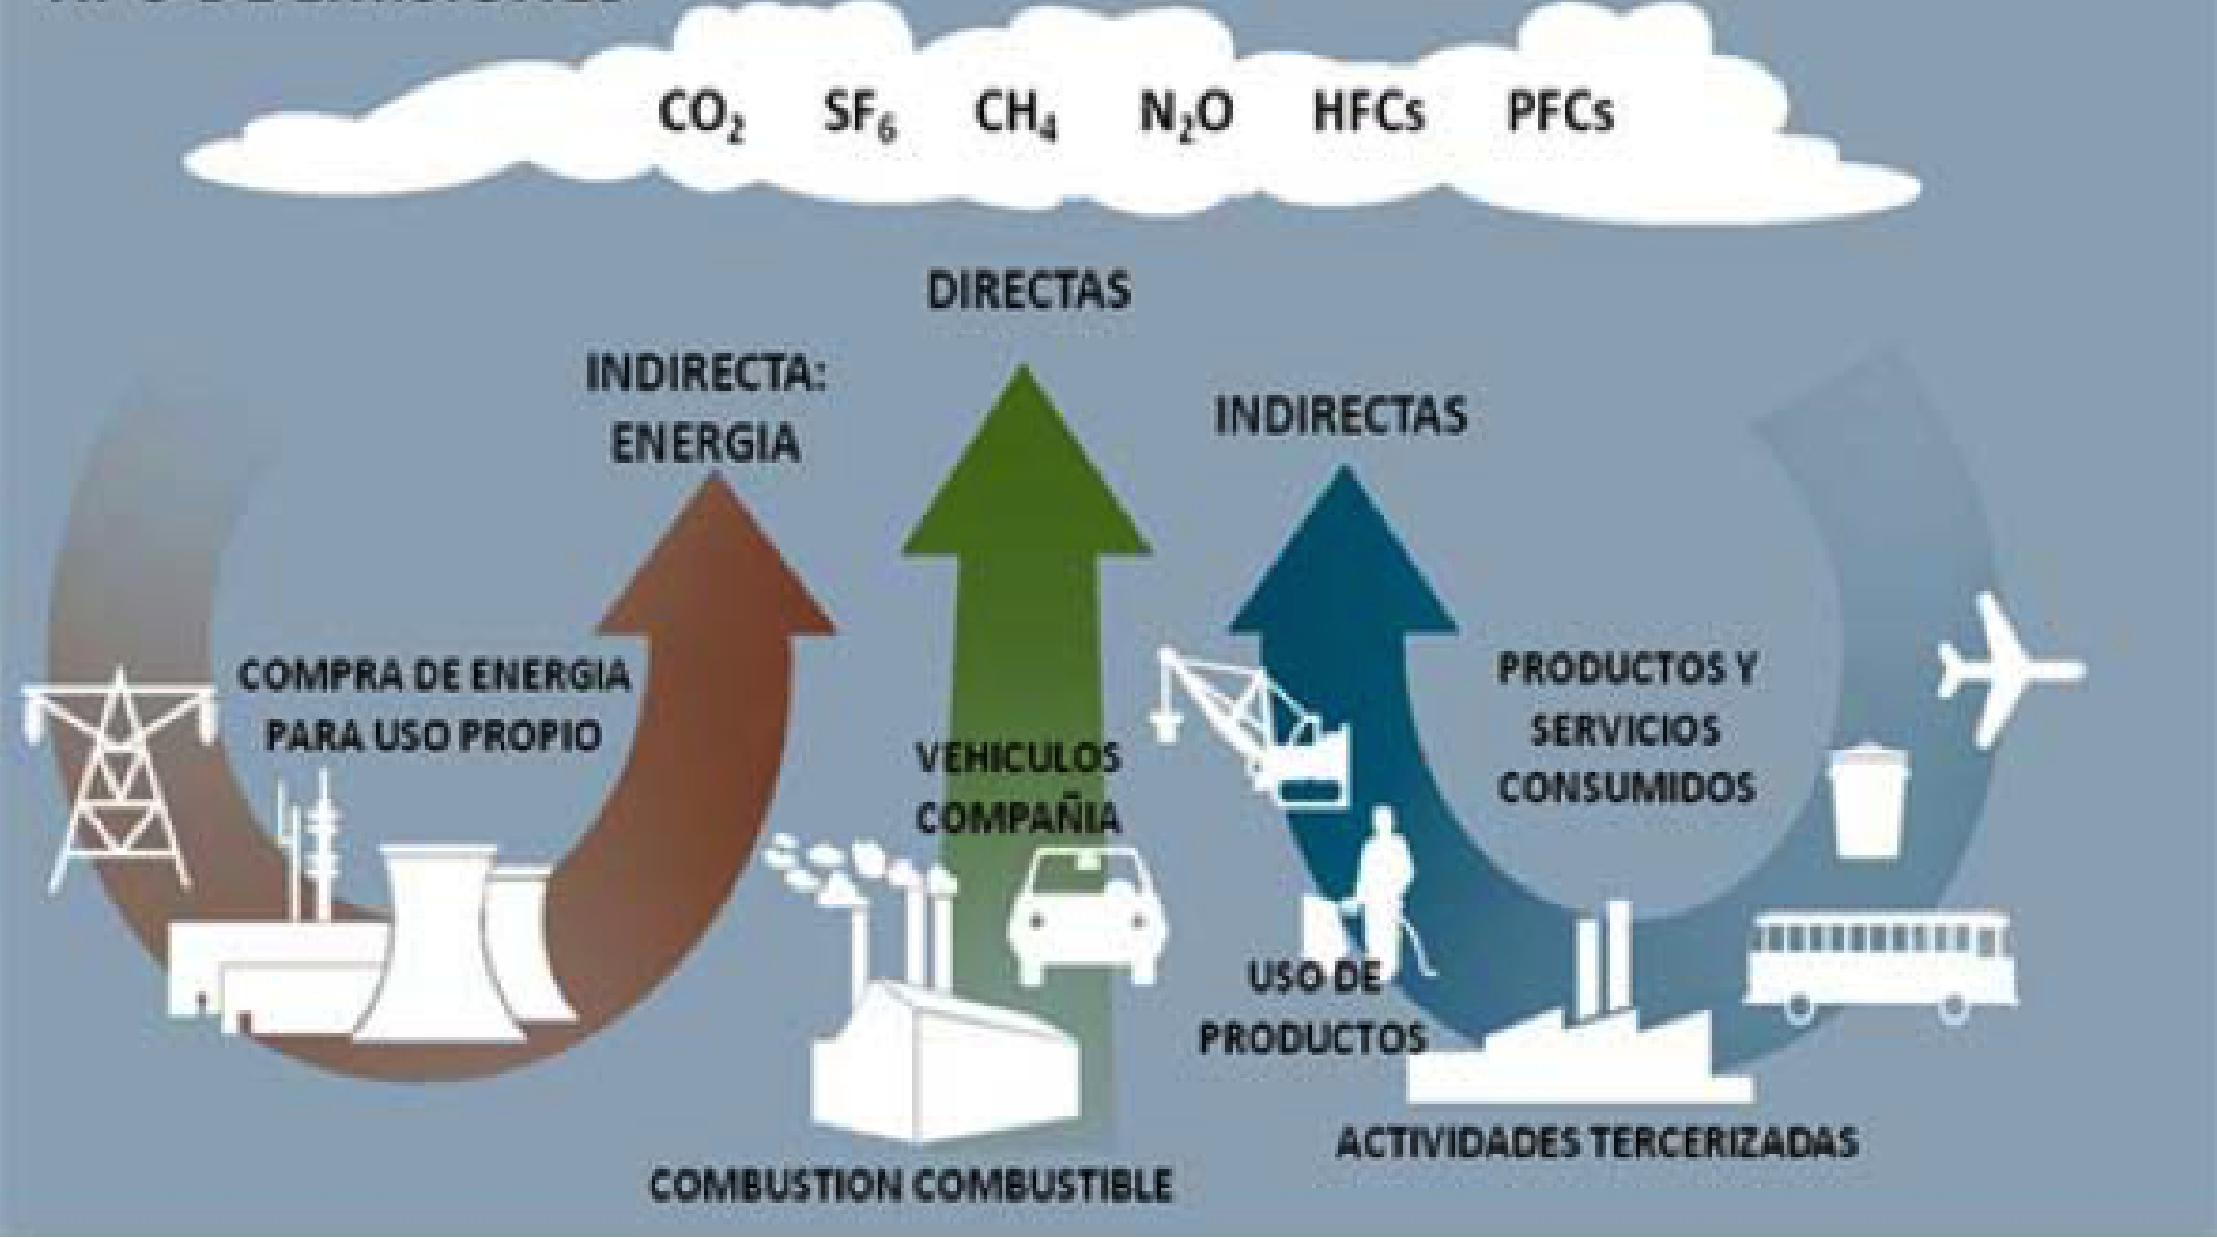 CO₂ SF₆ CH₄ N₂O HFCs PFCs
DIRECTAS
INDIRECTA:
ENERGIA
INDIRECTAS
COMPRA DE ENERGIA
PARA USO PROPIO
VEHICULOS
COMPAÑIA
PRODUCTOS Y
SERVICIOS
CONSUMIDOS
USO DE
PRODUCTOS
ACTIVIDADES TERCERIZADAS
COMBUSTION COMBUSTIBLE